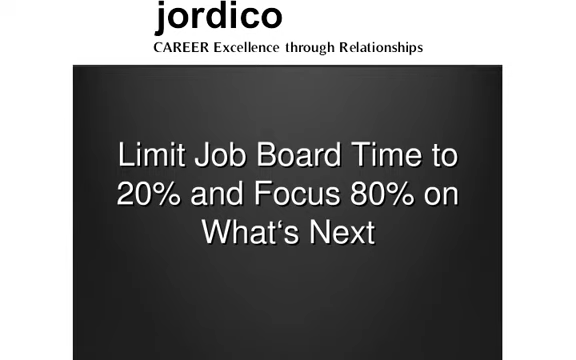 jordico
CAREER Excellence through Relationships
Limit Job Board Time to
20% and Focus 80% on
What‘s Next